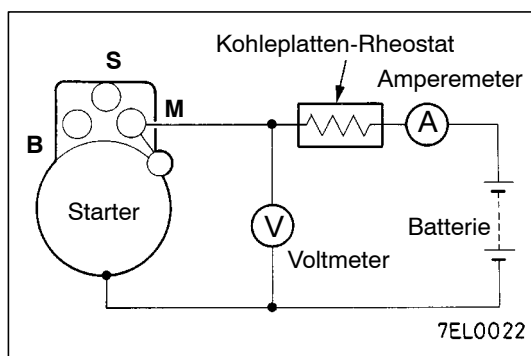 Kohleplatten-Rheostat
S
Amperemeter
M
A
B
Starter
V
Batterie
Voltmeter
7EL0022